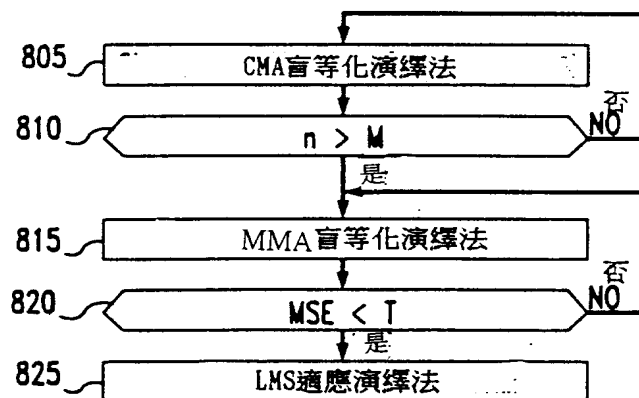 805 CMA盲等化演繹法
否
810 n > M NO
是
815 MMA盲等化演繹法
否
820 MSE < T NO
是
825 LMS適應演繹法